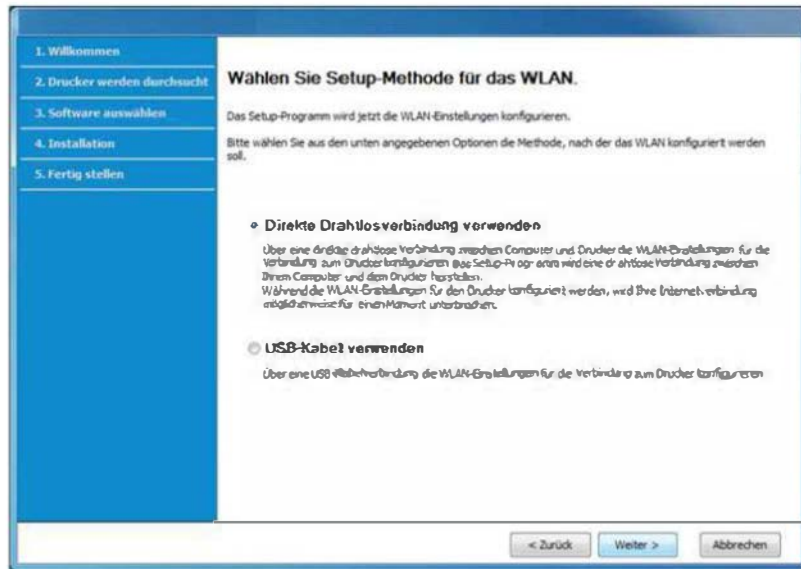 1. Willkommen
2. Drucker werden durchsucht
3. Software auswählen
4. Installation
5. Fertig stellen
Wählen Sie Setup-Methode für das WLAN.
Das Setup-Programm wird jetzt die WLAN-Einstellungen konfigurieren.
Bitte wählen Sie aus den unten angegebenen Optionen die Methode, nach der das WLAN konfiguriert werden
soll.
Direkte Drahtlosverbindung verwenden
Über eine direkte drahtlose Verbindung zwischen Computer und Drucker die WLAN-Einstellungen für die
Verbindung zum Drucker konfigurieren Das Setup-Programm wird eine drahtlose Verbindung zwischen
Ihrem Computer und dem Drucker herstellen.
Während die WLAN-Einstellungen für den Drucker konfiguriert werden, wird Ihre Internetverbindung
möglicherweise für einen Moment unterbrochen.
USB-Kabel verwenden
Über eine USB-Kabelverbindung die WLAN-Einstellungen für die Verbindung zum Drucker konfigurieren
< Zurück
Weiter >
Abbrechen